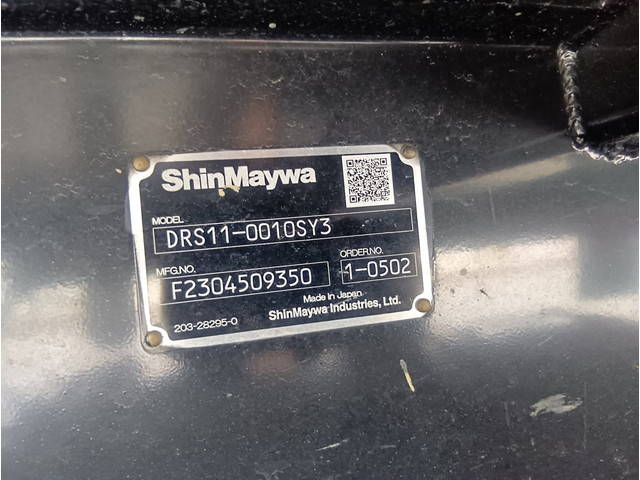 ShinMaywa
MODEL
DRS11-0010SY3
MFG.NO.
ORDER.NO.
F2304509350
1-0502
Made in Japan
203-28295-0
ShinMaywa Industries, Ltd.